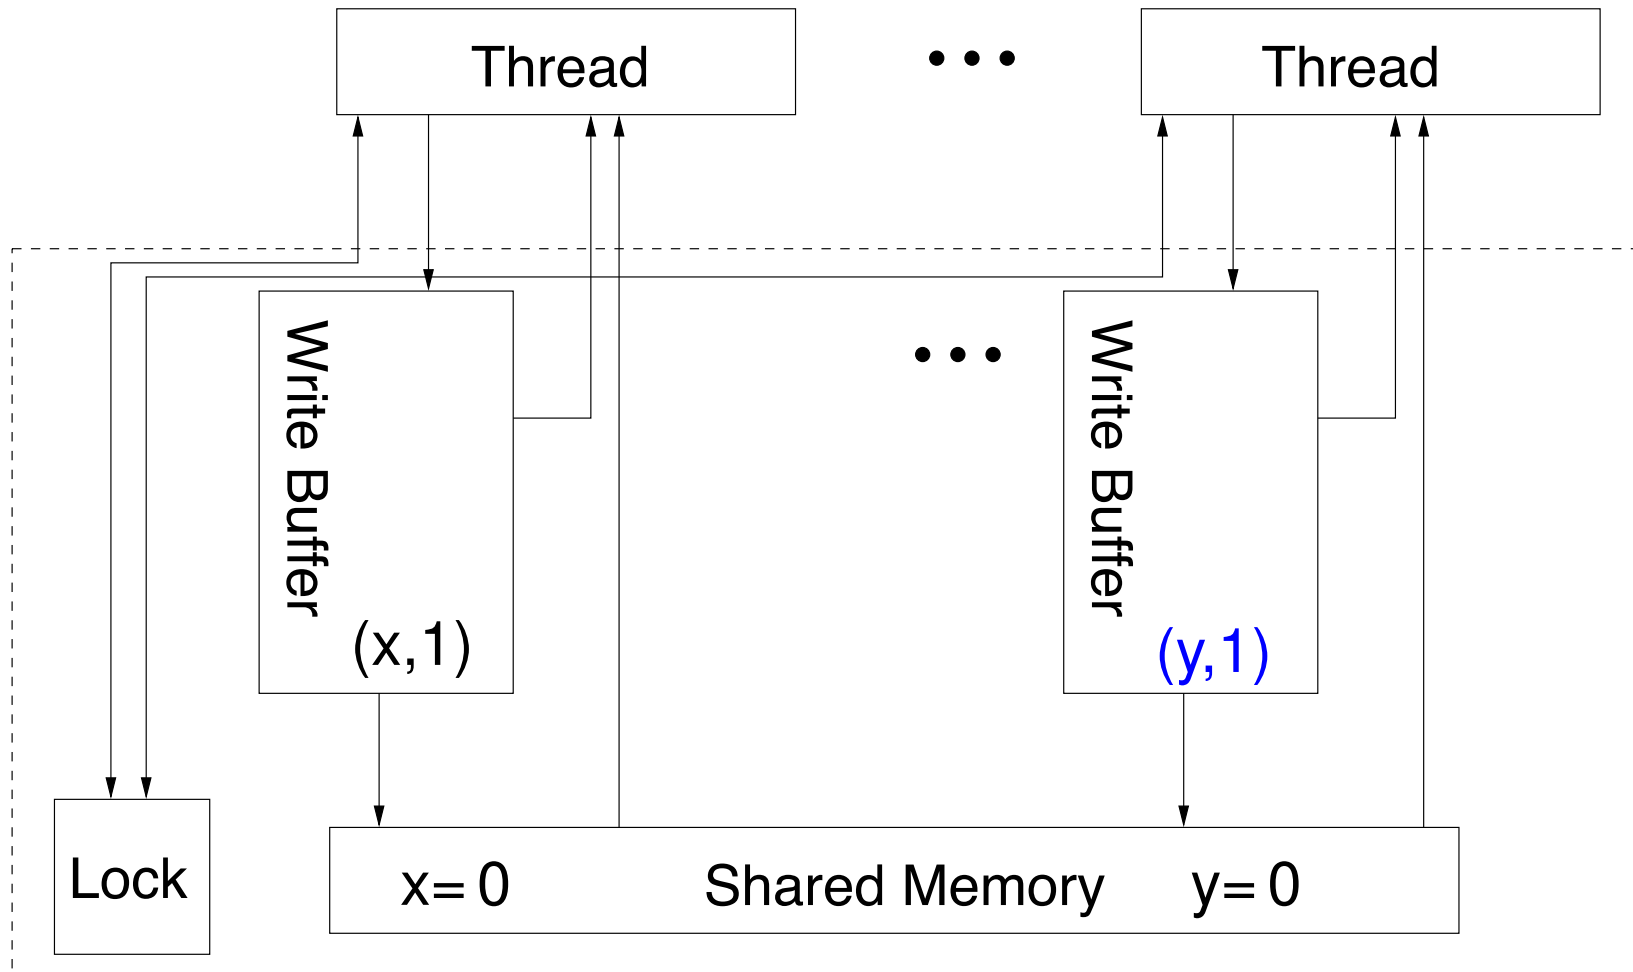 Thread
Thread
Write Buffer
(x,1)
Write Buffer
(y,1)
Lock
x= 0
Shared Memory
y= 0